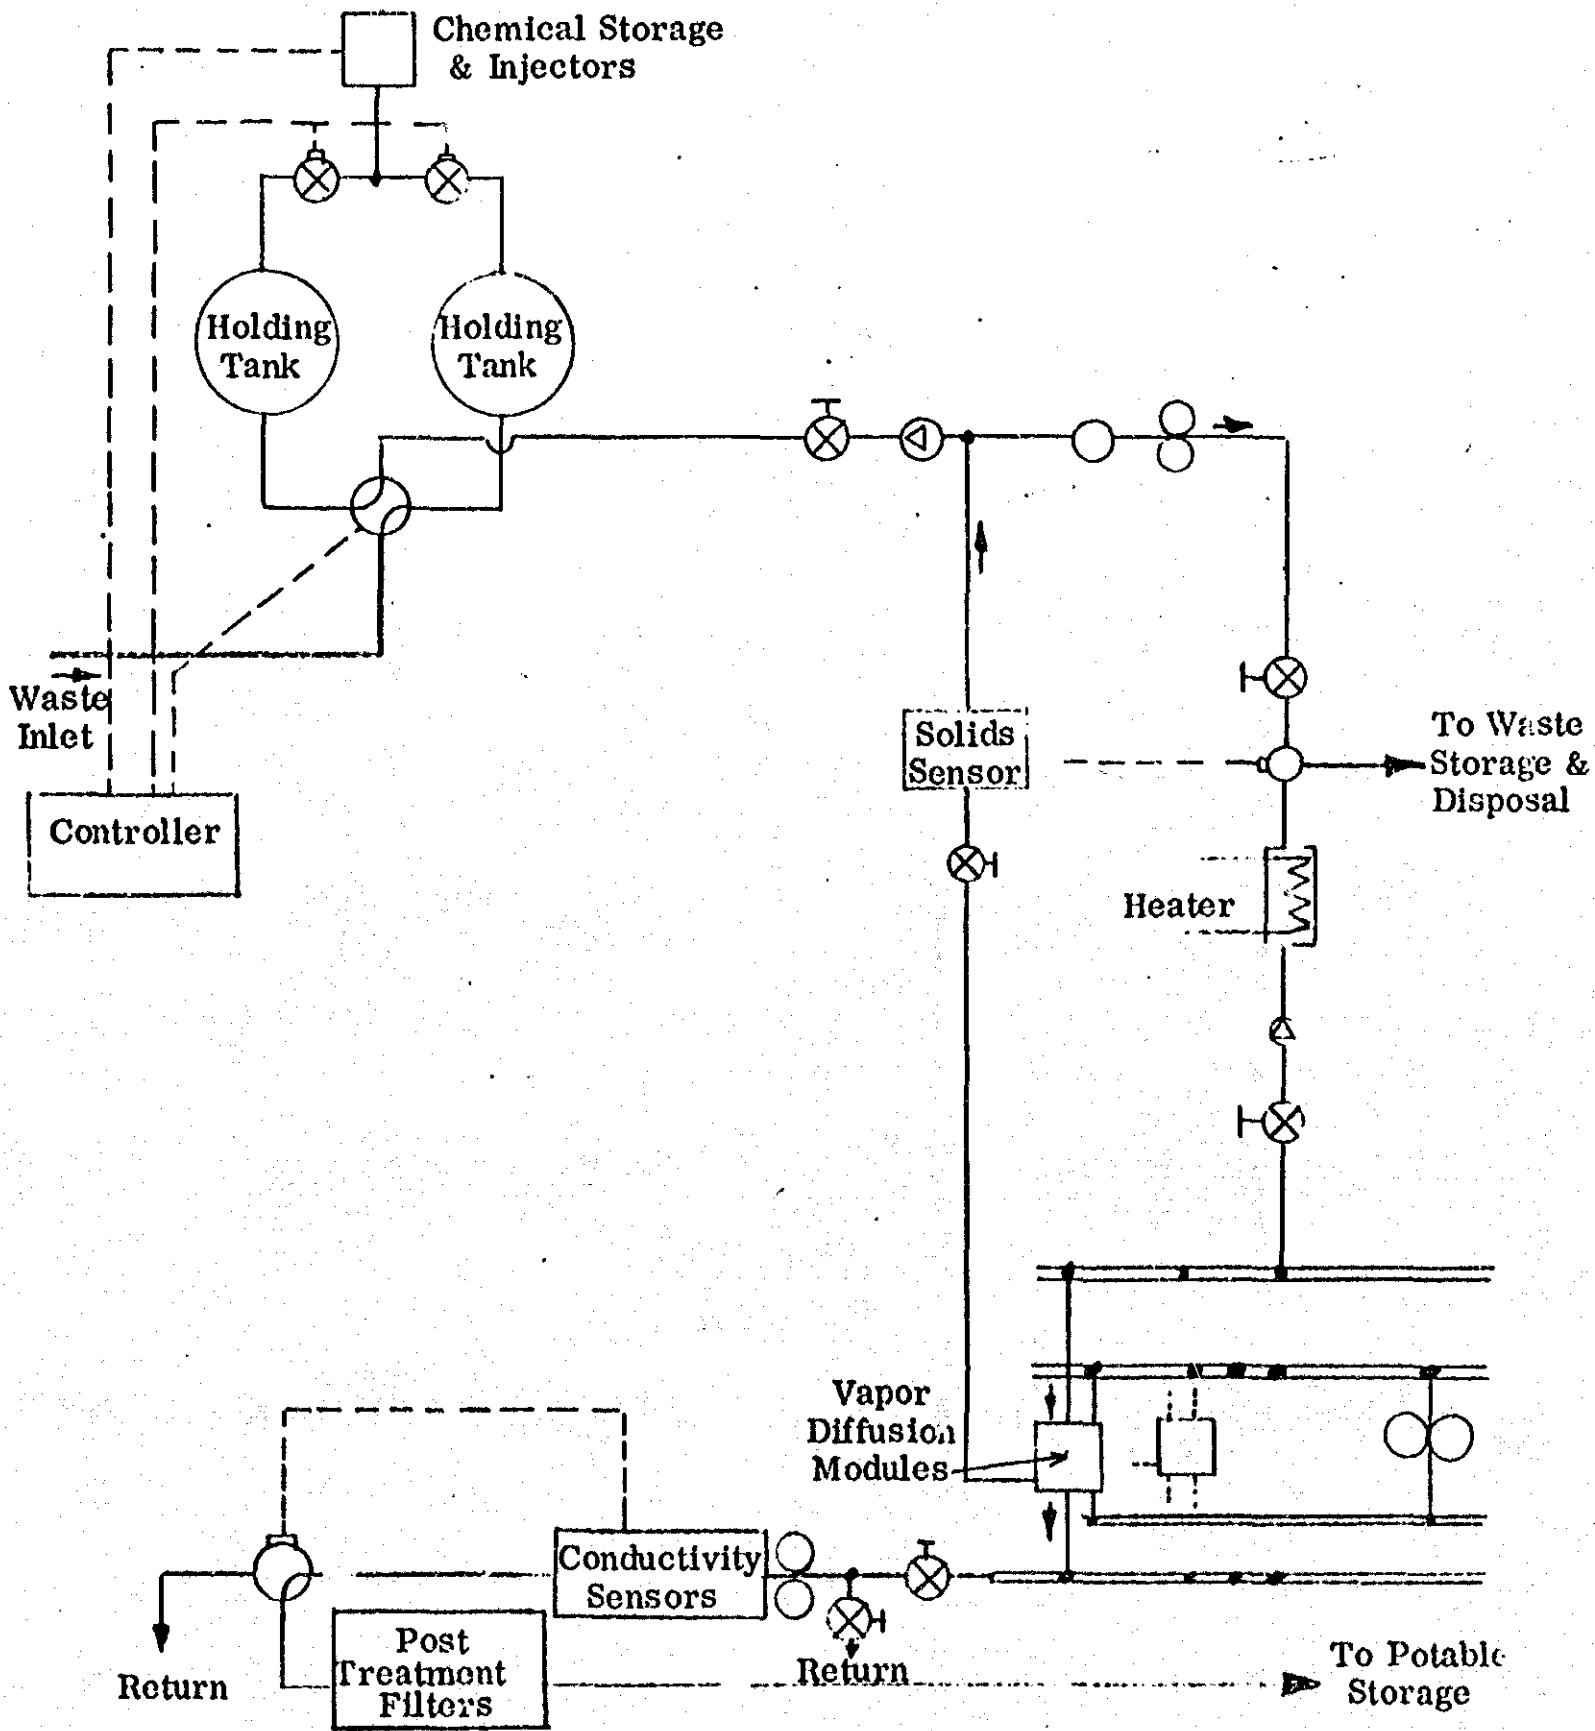 Chemical Storage
& Injectors
Holding
Tank
Holding
Tank
Waste
Inlet
Controller
Solids
Sensor
To Waste
Storage &
Disposal
Heater
Vapor
Diffusion
Modules
Conductivity
Sensors
Post
Treatment
Filters
Return
Return
To Potable
Storage